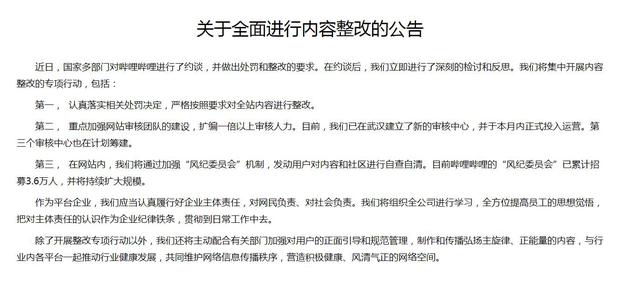 关于全面进行内容整改的公告
近日，国家多部门对哔哩哔哩进行了约谈，并做出处罚和整改的要求。在约谈后，我们立即进行了深刻的检讨和反思。我们将集中开展内容
整改的专项行动，包括：
第一， 认真落实相关处罚决定，严格按照要求对全站内容进行整改。
第二， 重点加强网站审核团队的建设，扩编一倍以上审核人力。目前，我们已在武汉建立了新的审核中心，并于本月内正式投入运营。第
三个审核中心也在计划筹建。
第三， 在网站内，我们将通过加强“风纪委员会”机制，发动用户对内容和社区进行自查自清。目前哔哩哔哩的“风纪委员会”已累计招
募3.6万人，并将持续扩大规模。
作为平台企业，我们应当认真履行好企业主体责任，对网民负责、对社会负责。我们将组织全公司进行学习，全方位提高员工的思想觉悟，
把对主体责任的认识作为企业纪律铁条，贯彻到日常工作中去。
除了开展整改专项行动以外，我们还将主动配合有关部门加强对用户的正面引导和规范管理，制作和传播弘扬主旋律、正能量的内容，与行
业内各平台一起推动行业健康发展，共同维护网络信息传播秩序，营造积极健康、风清气正的网络空间。